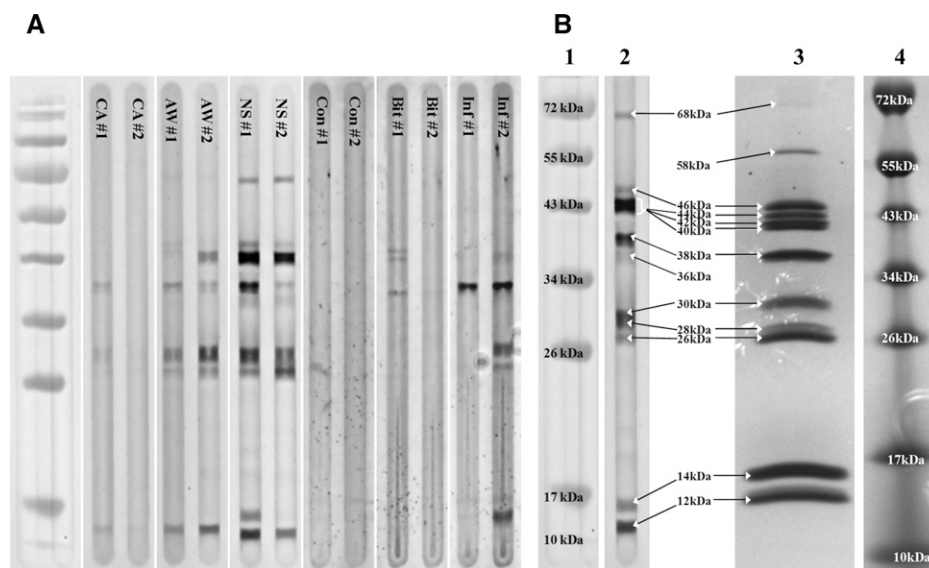 A
B
CA #1
CA #2
AW #1
AW #2
NS #1
NS #2
Con #1
Con #2
Bit #1
Bit #2
Inf #1
Inf #2
1
2
3
4
72 kDa
55 kDa
43 kDa
34 kDa
26 kDa
17 kDa
10 kDa
68kDa
58kDa
46kDa
44kDa
42kDa
40kDa
38kDa
36kDa
30kDa
28kDa
26kDa
14kDa
12kDa
72kDa
55kDa
43kDa
34kDa
26kDa
17kDa
10kDa